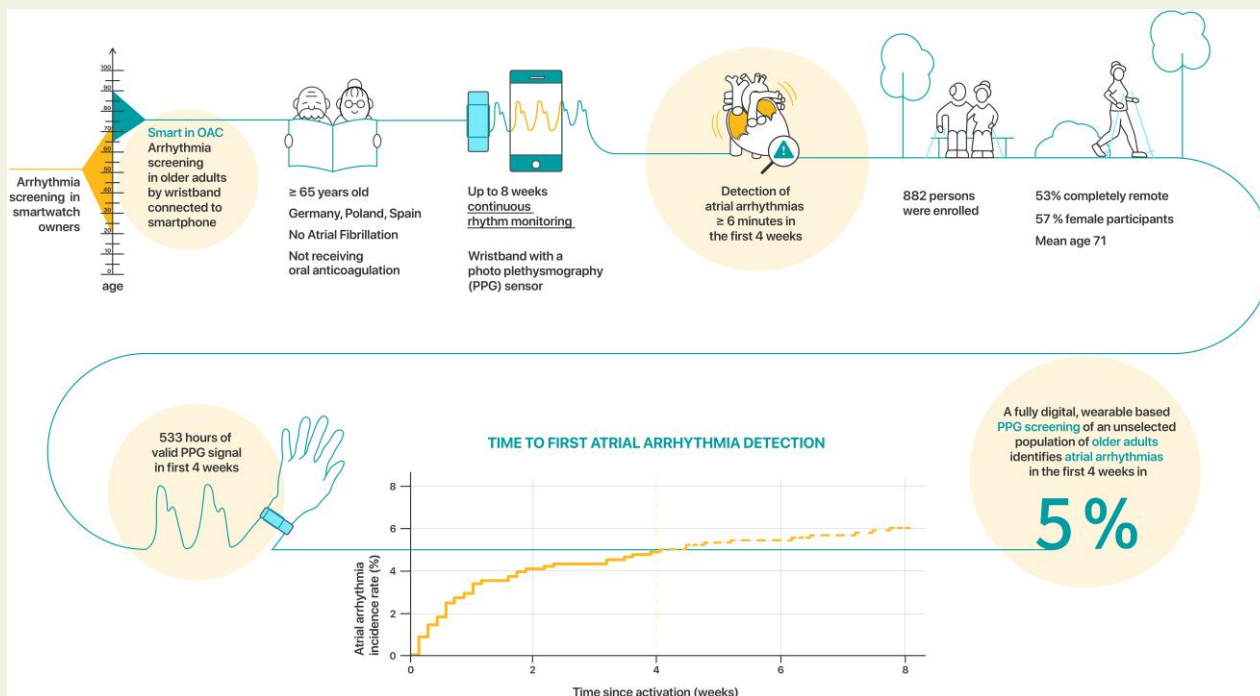 100
90
80
70
60
50
40
30
20
10
0
age
Arrhythmia
screening in
smartwatch
owners
Smart in OAC
Arrhythmia
screening
in older adults
by wristband
connected to
smartphone
≥ 65 years old
Germany, Poland, Spain
No Atrial Fibrillation
Not receiving
oral anticoagulation
Up to 8 weeks
continuous
rhythm monitoring
Wristband with a
photo plethysmography
(PPG) sensor
Detection of
atrial arrhythmias
≥ 6 minutes in
the first 4 weeks
882 persons
were enrolled
53% completely remote
57 % female participants
Mean age 71
533 hours of
valid PPG signal
in first 4 weeks
TIME TO FIRST ATRIAL ARRHYTHMIA DETECTION
Atrial arrhythmia
incidence rate (%)
8
6
4
2
0
0 2 4 6 8
Time since activation (weeks)
A fully digital, wearable based
PPG screening of an unselected
population of older adults
identifies atrial arrhythmias
in the first 4 weeks in
5%